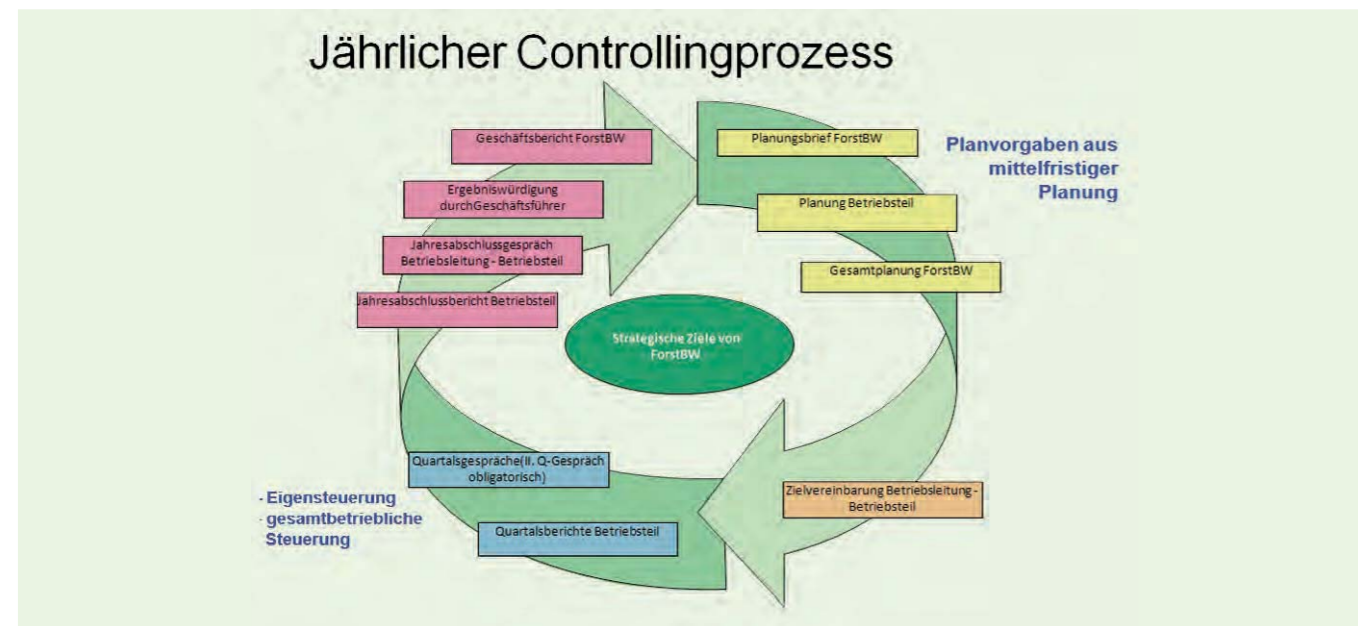 Jährlicher Controllingprozess
Geschäftsbericht ForstBW
Ergebniswürdigung
durchGeschäftsführer
Jahresabschlussgespräch
Betriebsleitung - Betriebsteil
Jahresabschlussbericht Betriebsteil
Planungsbrief ForstBW
Planung Betriebsteil
Gesamtplanung ForstBW
Planvorgaben aus
mittelfristiger
Planung
Strategische Ziele von
ForstBW
Quartalsgespräche(II. Q-Gespräch
obligatorisch)
Quartalsberichte Betriebsteil
Zielvereinbarung Betriebsleitung -
Betriebsteil
· Eigensteuerung
· gesamtbetriebliche
Steuerung